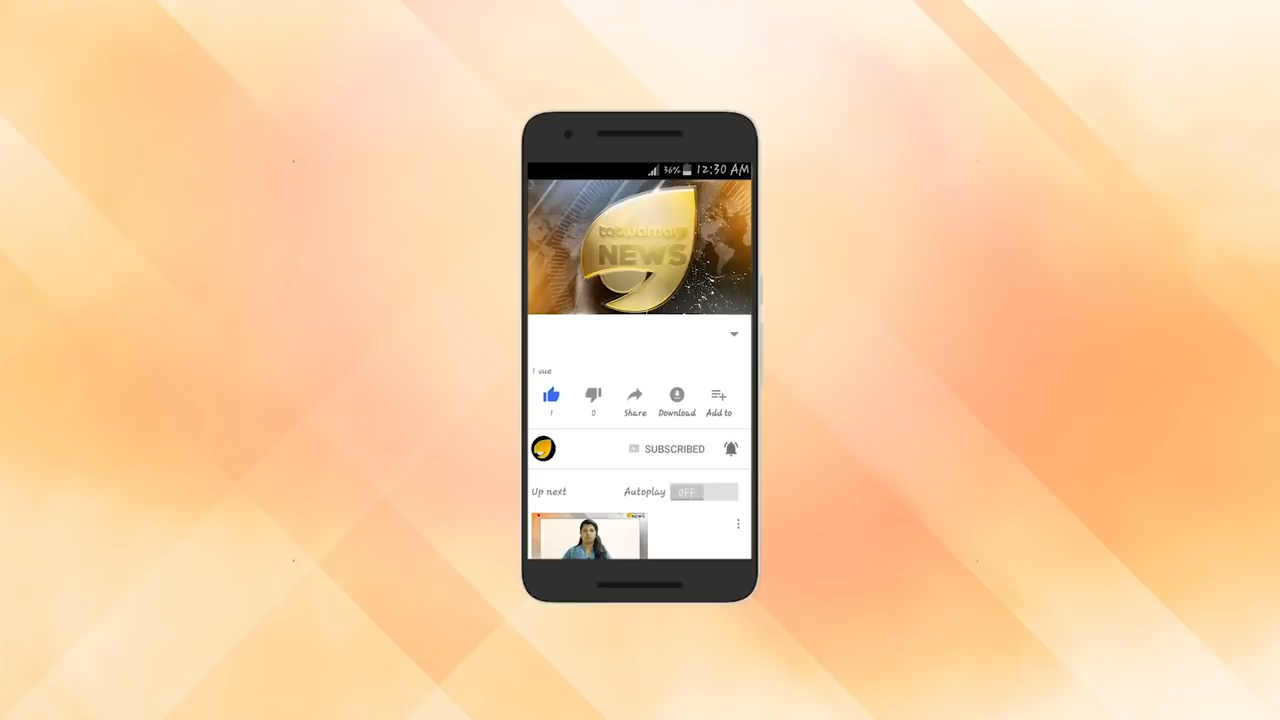 36% 12:30 AM
tatwamayi
NEWS
1 vue
1 0 Share Download Add to
SUBSCRIBED
Up next Autoplay OFF
NEWS